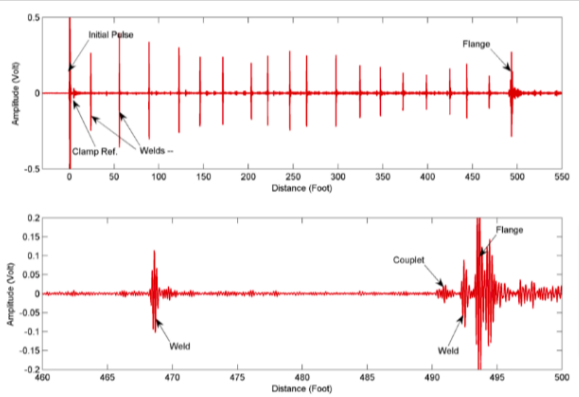 0.5
Initial Pulse
Flange
Amplitude (Volt)
0
Clamp Ref.
Welds --
-0.5
0 50 100 150 200 250 300 350 400 450 500 550
Distance (Foot)
0.2
0.15
Flange
0.1
Couplet
0.05
Amplitude (Volt)
0
-0.05
-0.1
Weld
Weld
-0.15
-0.2
460 465 470 475 480 485 490 495 500
Distance (Foot)